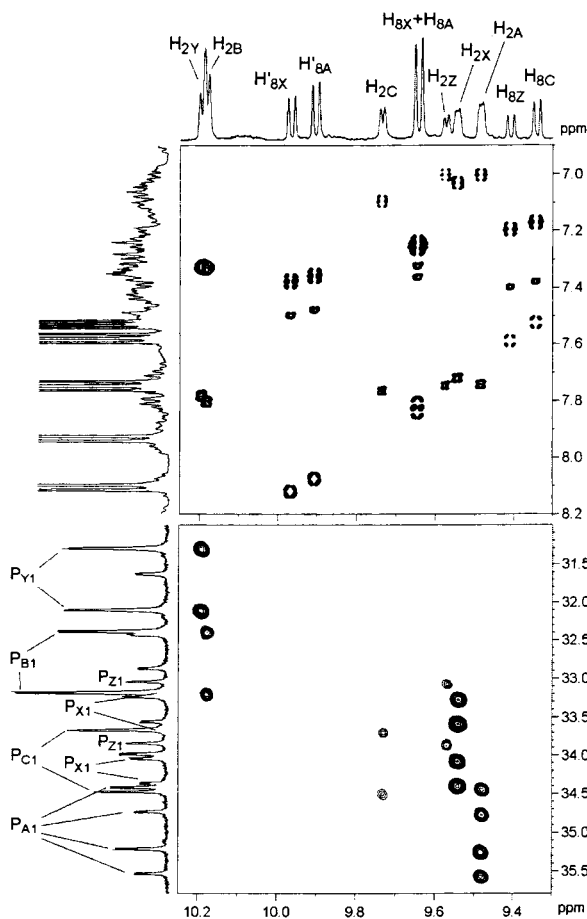 H8X+H8A
H2A
H2Y
H2B
H'8A
H2X
H'8X
H2C
H2Z
H8Z
H8C
ppm
7.0
7.2
7.4
7.6
7.8
8.0
8.2
PY1
PB1
PZ1
PX1
PC1
PZ1
PX1
PA1
31.5
32.0
32.5
33.0
33.5
34.0
34.5
35.0
35.5
10.2
10.0
9.8
9.6
9.4
ppm